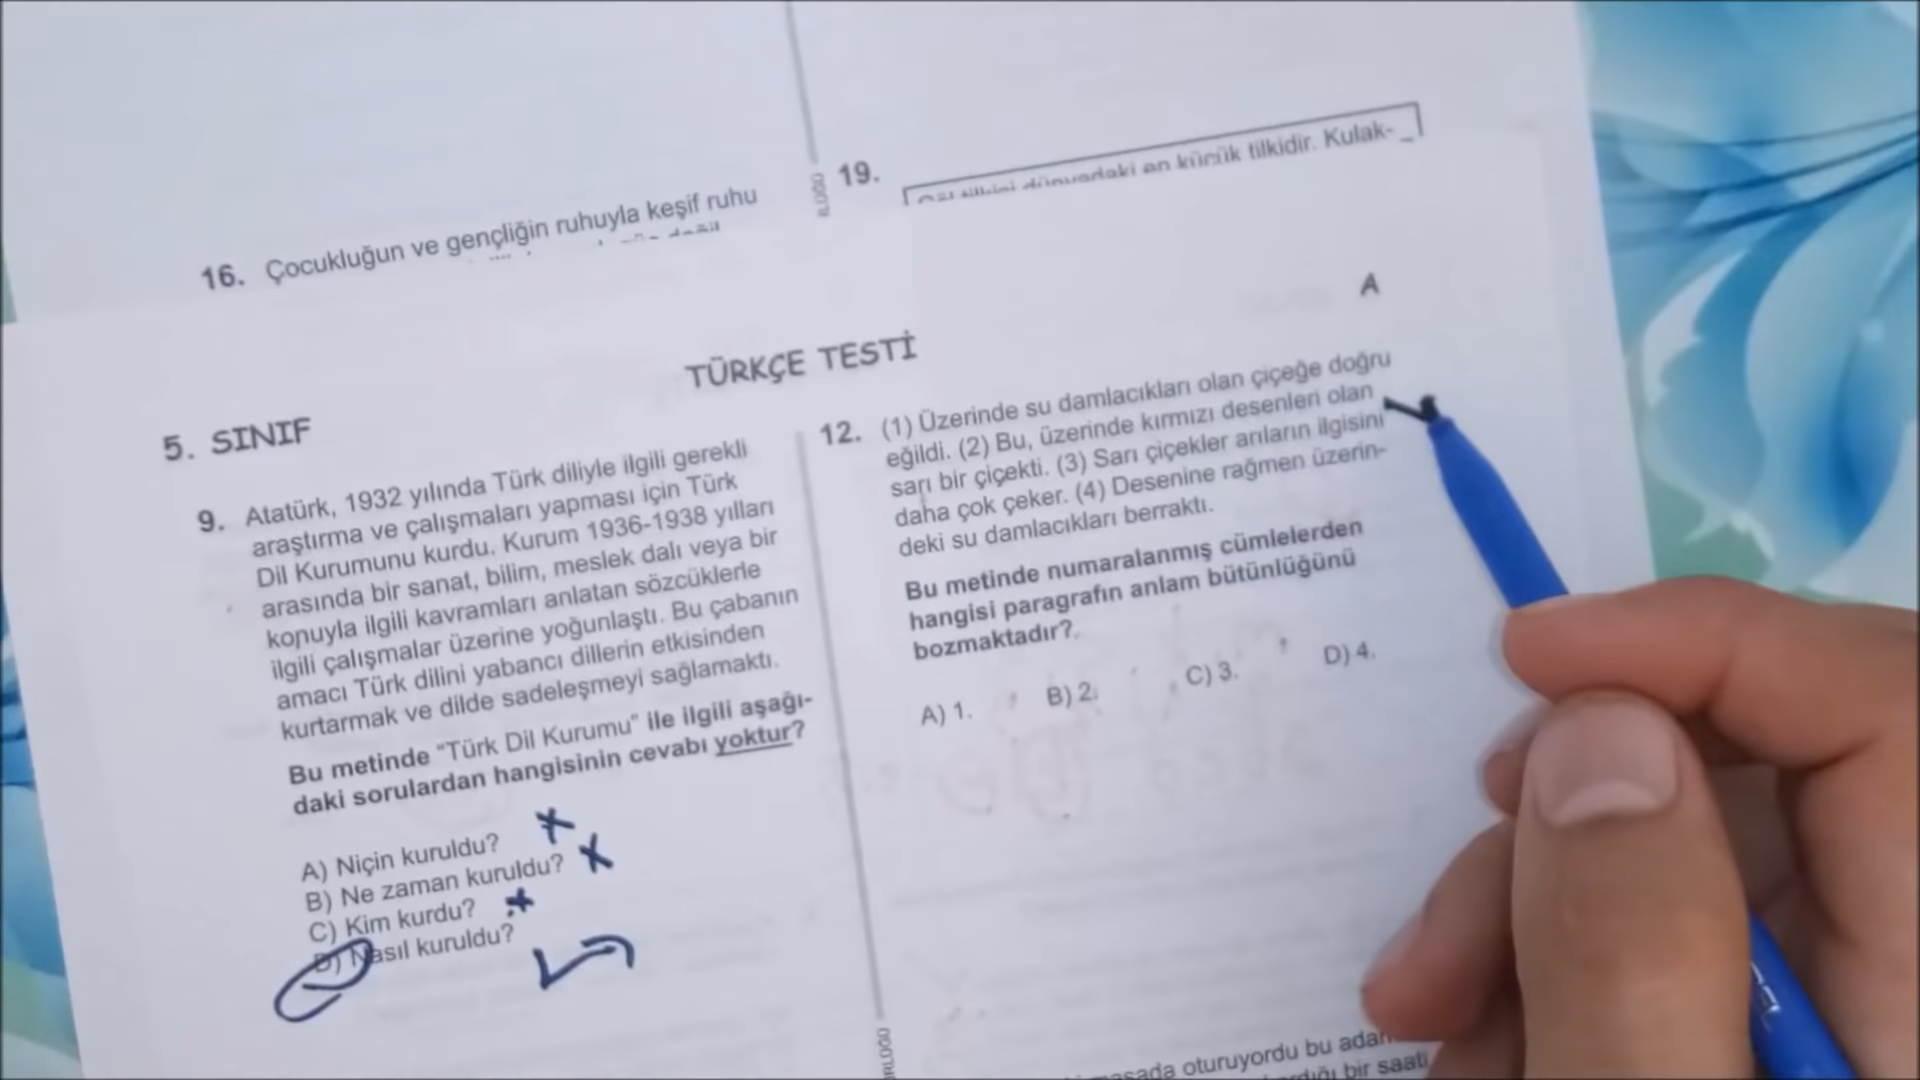 16. Çocukluğun ve gençliğin ruhuyla keşif ruhu
19.
tilkidir. Kulak-
A
TÜRKÇE TESTİ
5. SINIF
9. Atatürk, 1932 yılında Türk diliyle ilgili gerekli
araştırma ve çalışmaları yapması için Türk
Dil Kurumunu kurdu. Kurum 1936-1938 yılları
arasında bir sanat, bilim, meslek dalı veya bir
konuyla ilgili kavramları anlatan sözcüklerle
ilgili çalışmalar üzerine yoğunlaştı. Bu çabanın
amacı Türk dilini yabancı dillerin etkisinden
kurtarmak ve dilde sadeleşmeyi sağlamaktı.
Bu metinde “Türk Dil Kurumu” ile ilgili aşağı-
daki sorulardan hangisinin cevabı yoktur?
A) Niçin kuruldu?
B) Ne zaman kuruldu?
C) Kim kurdu?
D) Nasıl kuruldu?
12. (1) Üzerinde su damlacıkları olan çiçeğe doğru
eğildi. (2) Bu, üzerinde kırmızı desenleri olan
sarı bir çiçekti. (3) Sarı çiçekler arıların ilgisini
daha çok çeker. (4) Desenine rağmen üzerin-
deki su damlacıkları berraktı.
Bu metinde numaralanmış cümlelerden
hangisi paragrafın anlam bütünlüğünü
bozmaktadır?.
A) 1. B) 2. C) 3. D) 4.
oturuyordu bu
bir saati